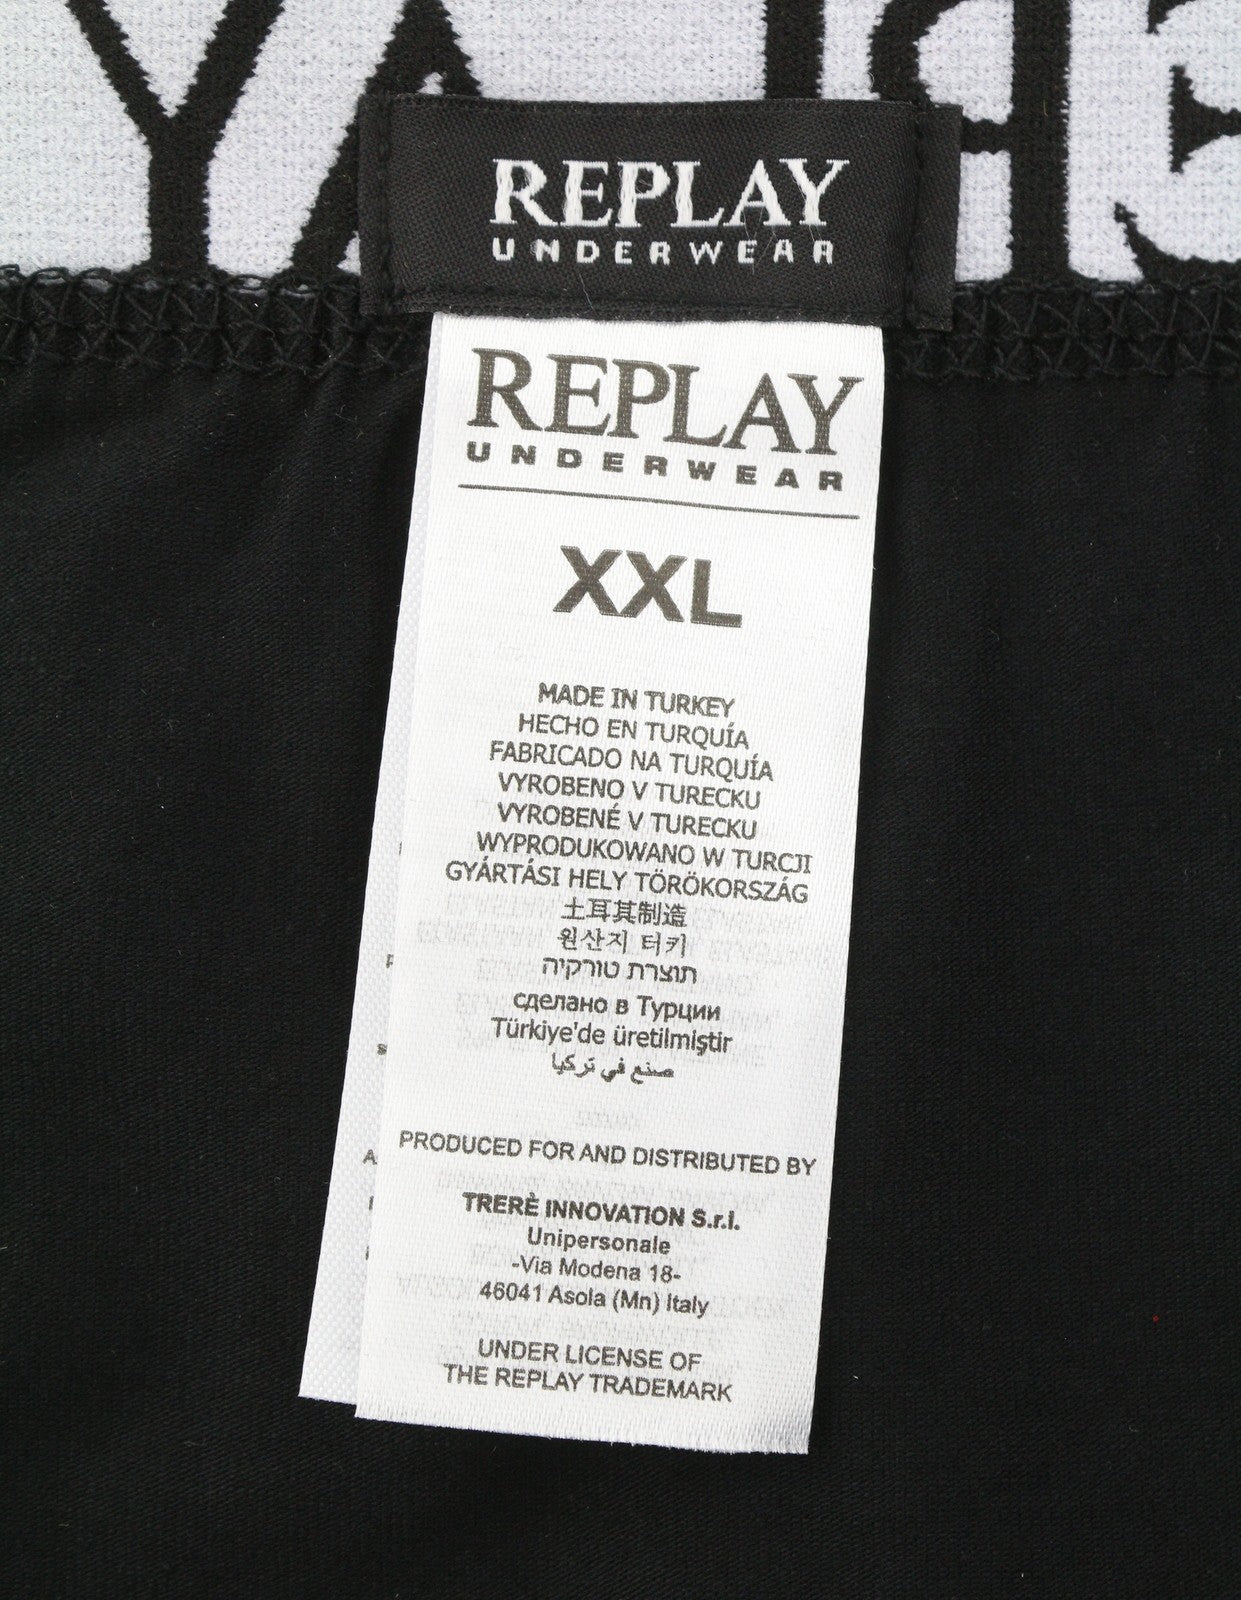 REPLAY
UNDERWEAR
REPLAY
UNDERWEAR
XXL
MADE IN TURKEY
HECHO EN TURQUÍA
FABRICADO NA TURQUÍA
VYROBENO V TURECKU
VYROBENÉ V TURECKU
WYPRODUKOWANO W TURCJI
GYÁRTÁSI HELY TÖRÖKORSZÁG
土耳其制造
원산지 터키
תוצרת טורקיה
сделано в Турции
Türkiye'de üretilmiştir
صنع في تركيا
PRODUCED FOR AND DISTRIBUTED BY
TRERÈ INNOVATION S.r.l.
Unipersonale
-Via Modena 18-
46041 Asola (Mn) Italy
UNDER LICENSE OF
THE REPLAY TRADEMARK